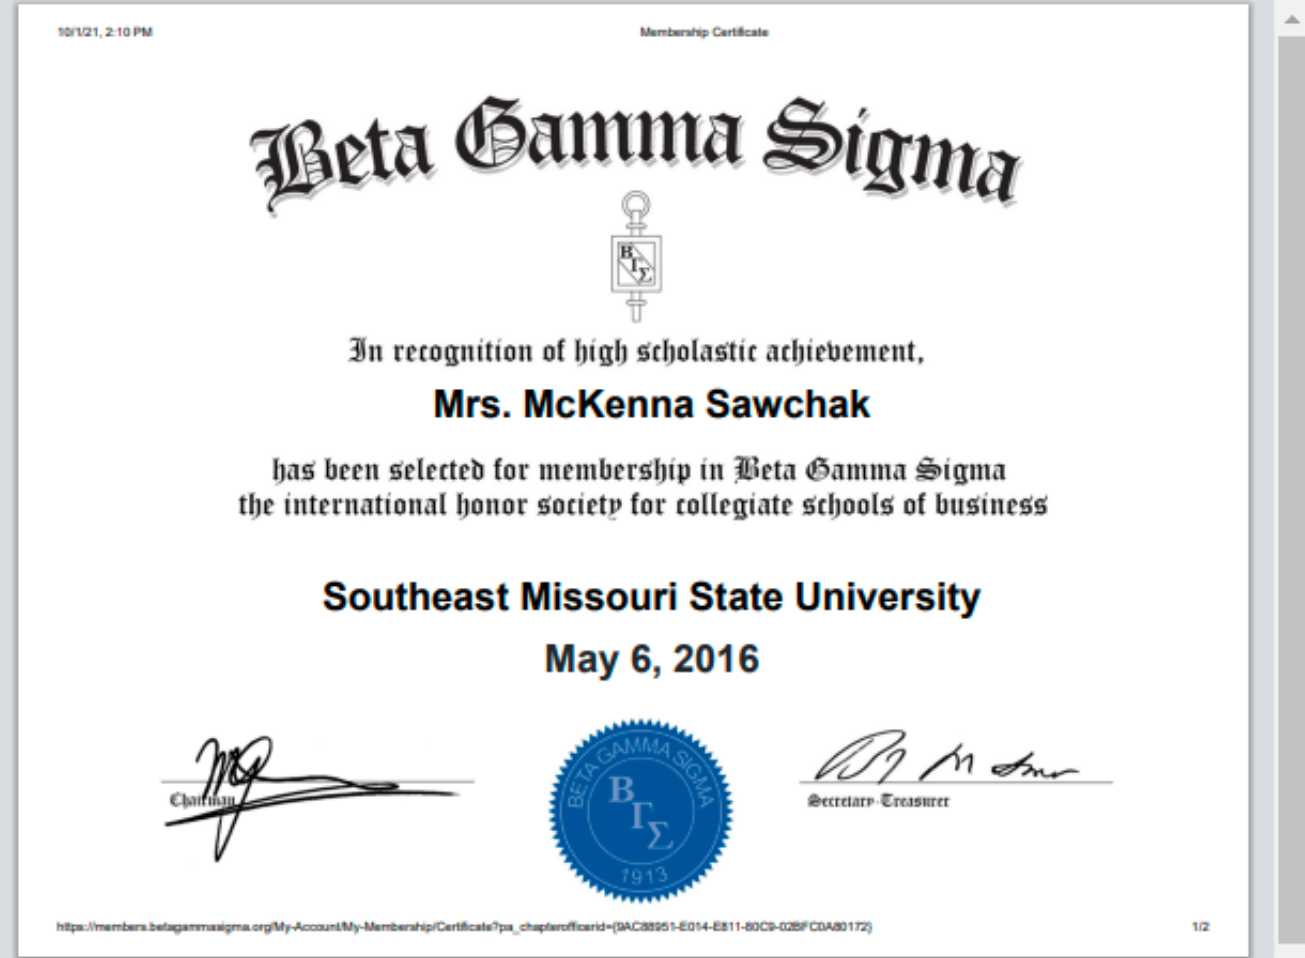 10/1/21, 2:10 PM Membership Certificate
Beta Gamma Sigma
Β
Γ
Σ
In recognition of high scholastic achievement,
Mrs. McKenna Sawchak
has been selected for membership in Beta Gamma Sigma
the international honor society for collegiate schools of business
Southeast Missouri State University
May 6, 2016
Chairman
Secretary-Treasurer
BETA GAMMA SIGMA
Β
Γ
Σ
1913
https://members.betagammasigma.org/My-Account/My-Membership/Certificate?pa_chapterofficerid={9AC88951-E014-E811-80C9-02BFC0A80172} 1/2